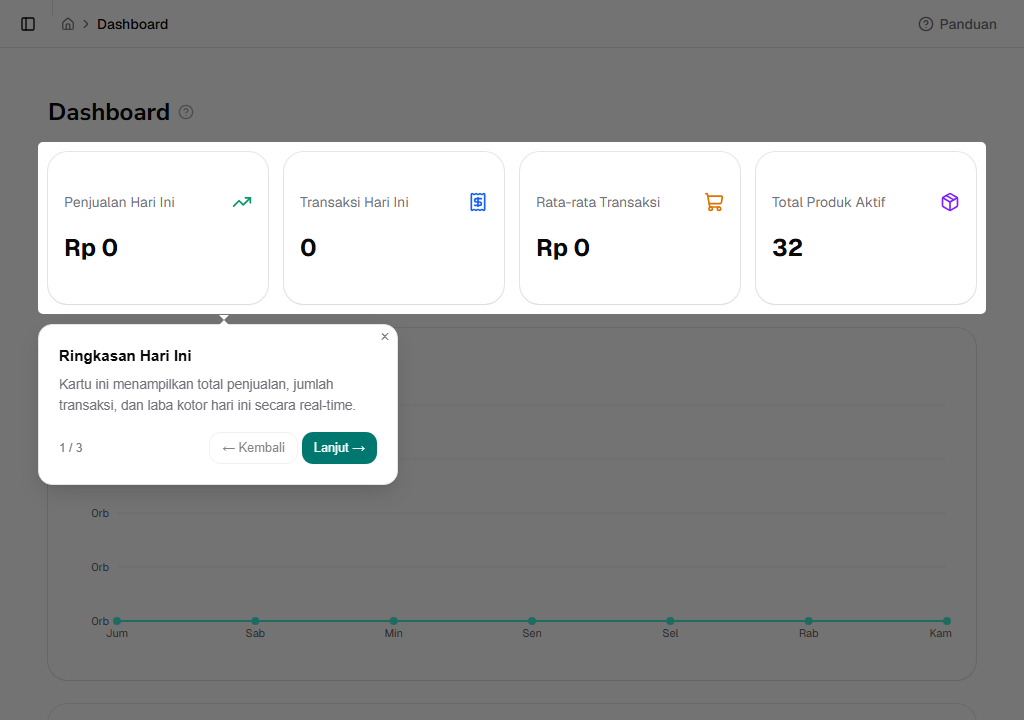 Dashboard
Panduan
Dashboard
Penjualan Hari Ini
Rp 0
Transaksi Hari Ini
0
Rata-rata Transaksi
Rp 0
Total Produk Aktif
32
Ringkasan Hari Ini
Kartu ini menampilkan total penjualan, jumlah
transaksi, dan laba kotor hari ini secara real-time.
1 / 3
← Kembali
Lanjut →
0rb
0rb
0rb
Jum
Sab
Min
Sen
Sel
Rab
Kam